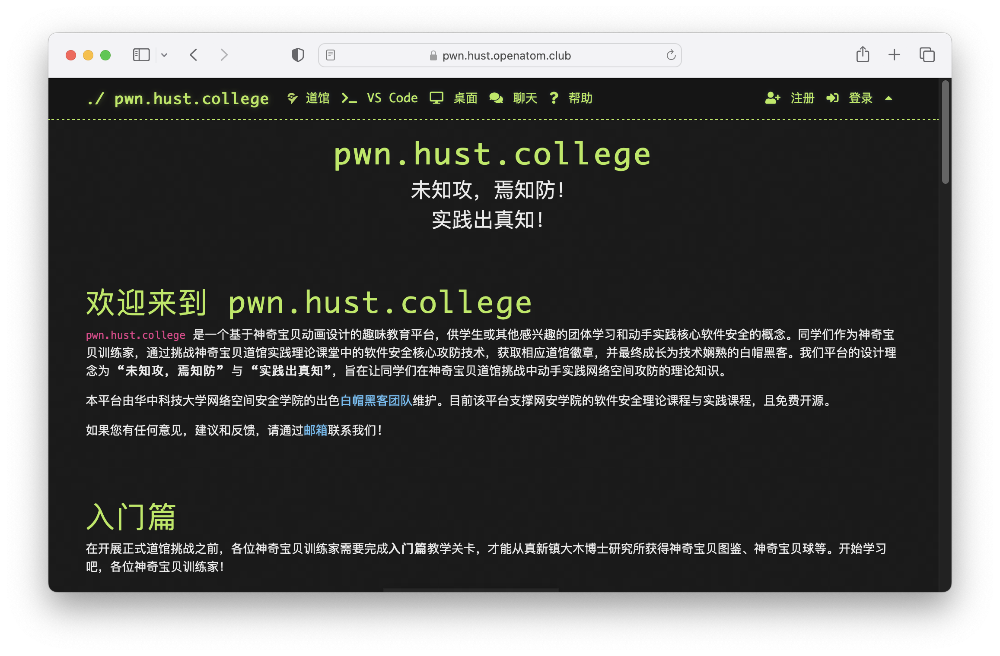 pwn.hust.openatom.club
./ pwn.hust.college 道馆 VS Code 桌面 聊天 帮助 注册 登录
pwn.hust.college
未知攻，焉知防！
实践出真知！
欢迎来到 pwn.hust.college
pwn.hust.college 是一个基于神奇宝贝动画设计的趣味教育平台，供学生或其他感兴趣的团体学习和动手实践核心软件安全的概念。同学们作为神奇宝
贝训练家，通过挑战神奇宝贝道馆实践理论课堂中的软件安全核心攻防技术，获取相应道馆徽章，并最终成长为技术娴熟的白帽黑客。我们平台的设计理
念为 “未知攻，焉知防” 与 “实践出真知”，旨在让同学们在神奇宝贝道馆挑战中动手实践网络空间攻防的理论知识。
本平台由华中科技大学网络空间安全学院的出色白帽黑客团队维护。目前该平台支撑网安学院的软件安全理论课程与实践课程，且免费开源。
如果您有任何意见，建议和反馈，请通过邮箱联系我们！
入门篇
在开展正式道馆挑战之前，各位神奇宝贝训练家需要完成入门篇教学关卡，才能从真新镇大木博士研究所获得神奇宝贝图鉴、神奇宝贝球等。开始学习
吧，各位神奇宝贝训练家！